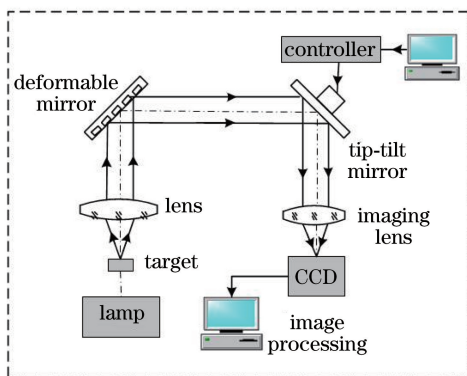 controller
deformable
mirror
tip-tilt
mirror
lens
imaging
lens
target
CCD
lamp
image
processing